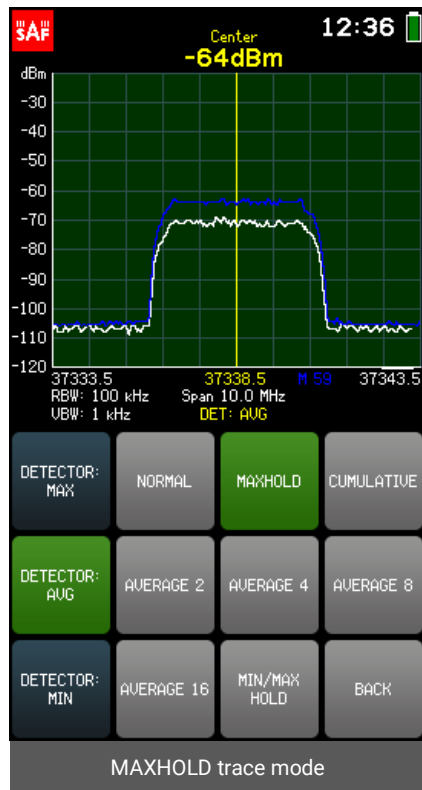 SAF
Center
12:36
-64dBm
dBm
-30
-40
-50
-60
-70
-80
-90
-100
-110
-120
37333.5 37338.5 M 59 37343.5
RBW: 100 кHz Span 10.0 MHz
VBW: 1 кHz DET: AVG
DETECTOR: MAX
NORMAL
MAXHOLD
CUMULATIVE
DETECTOR: AVG
AVERAGE 2
AVERAGE 4
AVERAGE 8
DETECTOR: MIN
AVERAGE 16
MIN/MAX HOLD
BACK
MAXHOLD trace mode